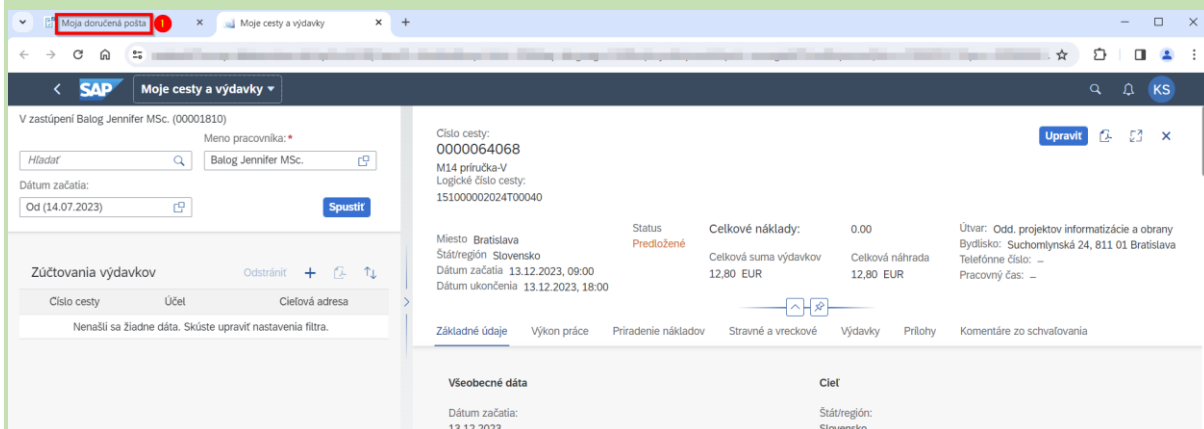 Moja doručená pošta 1
Moje cesty a výdavky
SAP Moje cesty a výdavky KS
V zastúpení Balog Jennifer MSc. (00001810)
Meno pracovníka: *
Hľadať
Balog Jennifer MSc.
Dátum začatia:
Od (14.07.2023)
Spustiť
Zúčtovania výdavkov
Odstrániť
Číslo cesty Účel Cieľová adresa
Nenašli sa žiadne dáta. Skúste upraviť nastavenia filtra.
Číslo cesty:
0000064068
M14 príručka-V
Logické číslo cesty:
151000002024T00040
Upraviť
Miesto Bratislava
Štát/región Slovensko
Dátum začatia 13.12.2023, 09:00
Dátum ukončenia 13.12.2023, 18:00
Status
Predložené
Celkové náklady: 0.00
Celková suma výdavkov
12,80 EUR
Celková náhrada
12,80 EUR
Útvar: Odd. projektov informatizácie a obrany
Bydlisko: Suchomlynská 24, 811 01 Bratislava
Telefónne číslo: –
Pracovný čas: –
Základné údaje Výkon práce Priradenie nákladov Stravné a vreckové Výdavky Prílohy Komentáre zo schvaľovania
Všeobecné dáta
Dátum začatia:
13.12.2023
Cieľ
Štát/región:
Slovensko